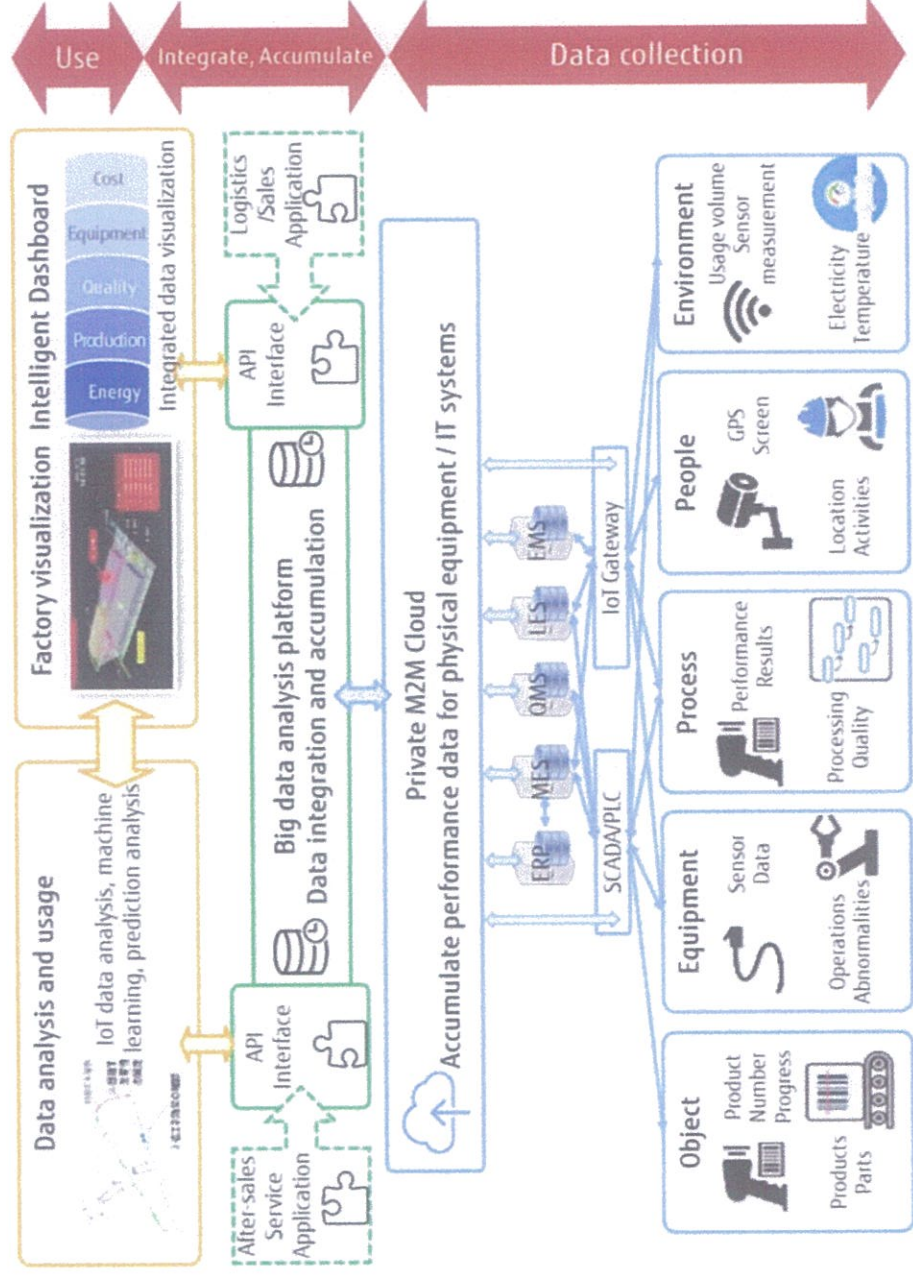 Data analysis and usage
IoT data analysis, machine
learning, prediction analysis
Factory visualization
Intelligent Dashboard
Energy
Production
Quality
Equipment
Cost
Integrated data visualization
Use
After-sales
Service
Application
API
Interface
Big data analysis platform
Data integration and accumulation
API
Interface
Logistics
/Sales
Application
Integrate, Accumulate
Private M2M Cloud
Accumulate performance data for physical equipment / IT systems
ERP
MES
QMS
LES
EMS
SCADA/PLC
IoT Gateway
Data collection
Object
Product
Number
Progress
Products
Parts
Equipment
Sensor
Data
Operations
Abnormalities
Process
Performance
Results
Processing
Quality
People
GPS
Screen
Location
Activities
Environment
Usage volume
Sensor
measurement
Electricity
Temperature